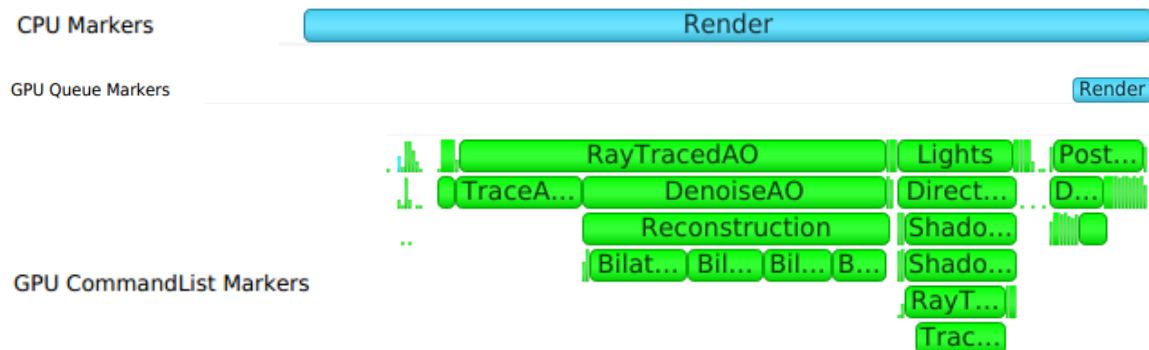 CPU Markers Render
GPU Queue Markers Render
RayTracedAO Lights Post...
TraceA... DenoiseAO Direct... D...
Reconstruction Shado...
GPU CommandList Markers Bilat... Bil... Bil... B... Shado...
RayT...
Trac...